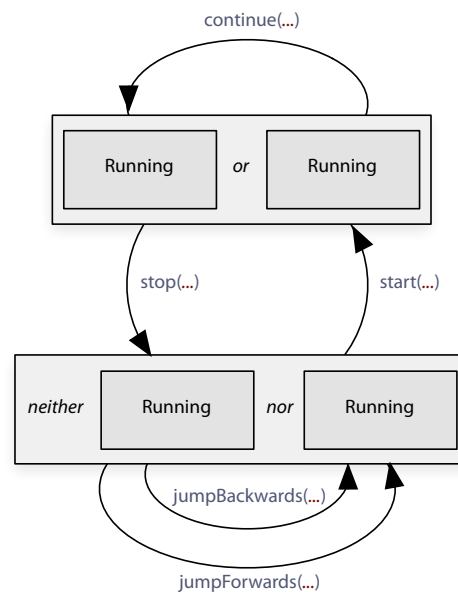 continue(...)
Running or Running
stop(...) start(...)
neither Running nor Running
jumpBackwards(...)
jumpForwards(...)